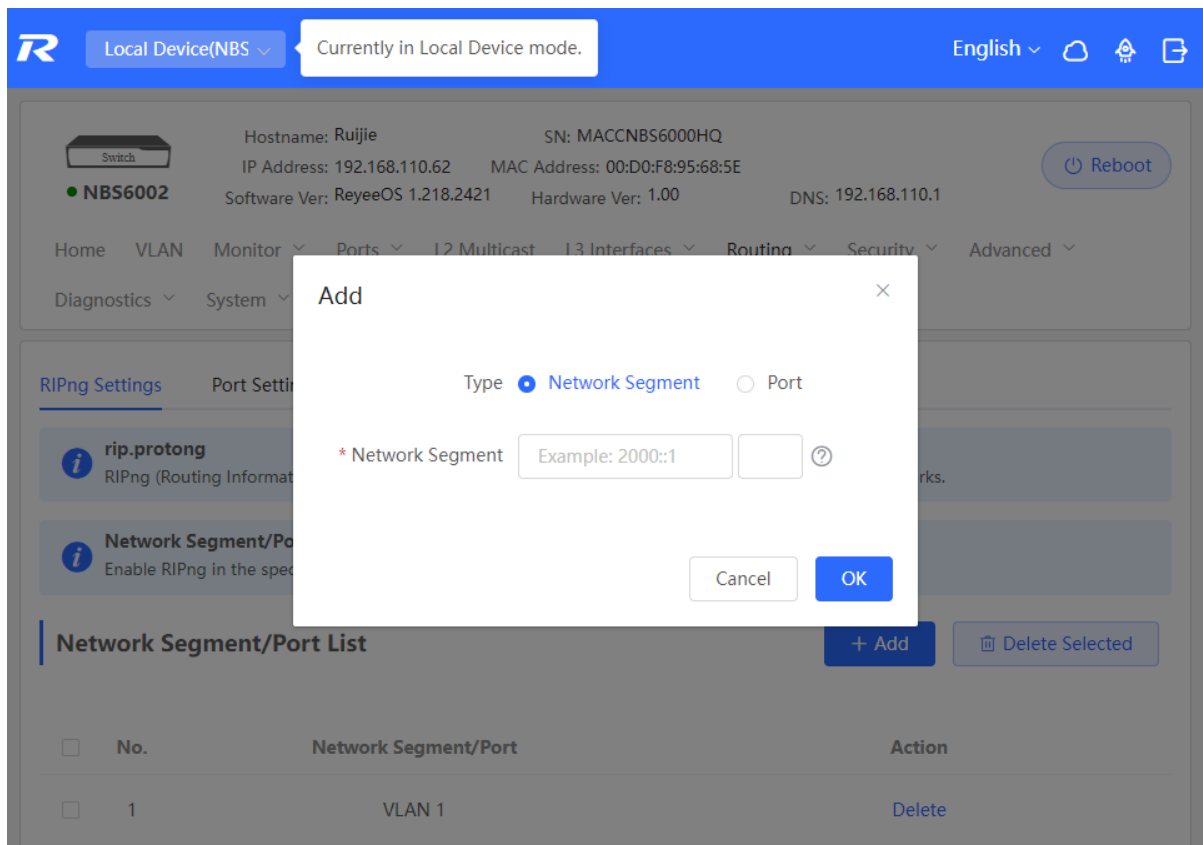 Local Device(NBS
Currently in Local Device mode.
English
Switch
NBS6002
Hostname: Ruijie SN: MACCNBS6000HQ
IP Address: 192.168.110.62 MAC Address: 00:D0:F8:95:68:5E
Software Ver: ReyeeOS 1.218.2421 Hardware Ver: 1.00 DNS: 192.168.110.1
Reboot
Home VLAN Monitor Ports L2 Multicast L3 Interfaces Routing Security Advanced
Diagnostics System
Add
Type Network Segment Port
* Network Segment Example: 2000::1
Cancel OK
RIPng Settings Port Settin
rip.protong
RIPng (Routing Informat rks.
Network Segment/Po
Enable RIPng in the spec
Network Segment/Port List
+ Add Delete Selected
No. Network Segment/Port Action
1 VLAN 1 Delete